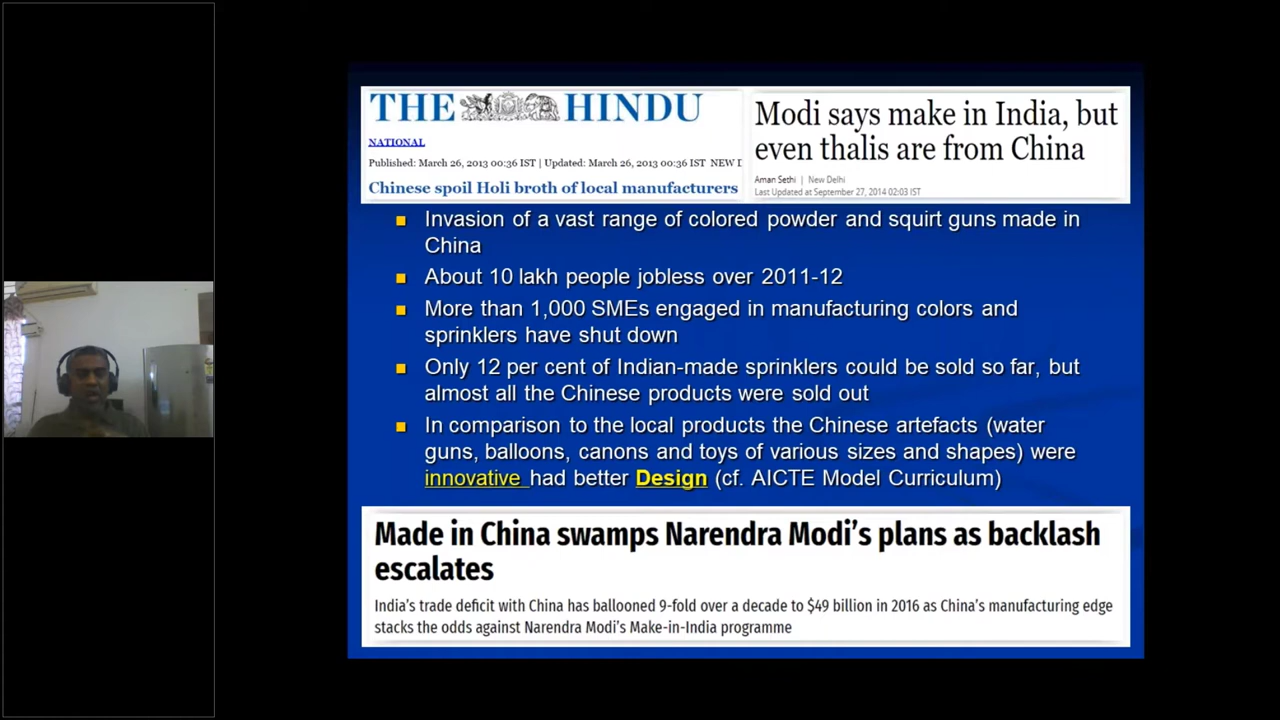 THE HINDU
NATIONAL
Published: March 26, 2013 00:36 IST | Updated: March 26, 2013 00:36 IST NEW D
Chinese spoil Holi broth of local manufacturers
Modi says make in India, but
even thalis are from China
Aman Sethi | New Delhi
Last Updated at September 27, 2014 02:03 IST
Invasion of a vast range of colored powder and squirt guns made in
China
About 10 lakh people jobless over 2011-12
More than 1,000 SMEs engaged in manufacturing colors and
sprinklers have shut down
Only 12 per cent of Indian-made sprinklers could be sold so far, but
almost all the Chinese products were sold out
In comparison to the local products the Chinese artefacts (water
guns, balloons, canons and toys of various sizes and shapes) were
innovative had better Design (cf. AICTE Model Curriculum)
Made in China swamps Narendra Modi’s plans as backlash
escalates
India’s trade deficit with China has ballooned 9-fold over a decade to $49 billion in 2016 as China’s manufacturing edge
stacks the odds against Narendra Modi’s Make-in-India programme